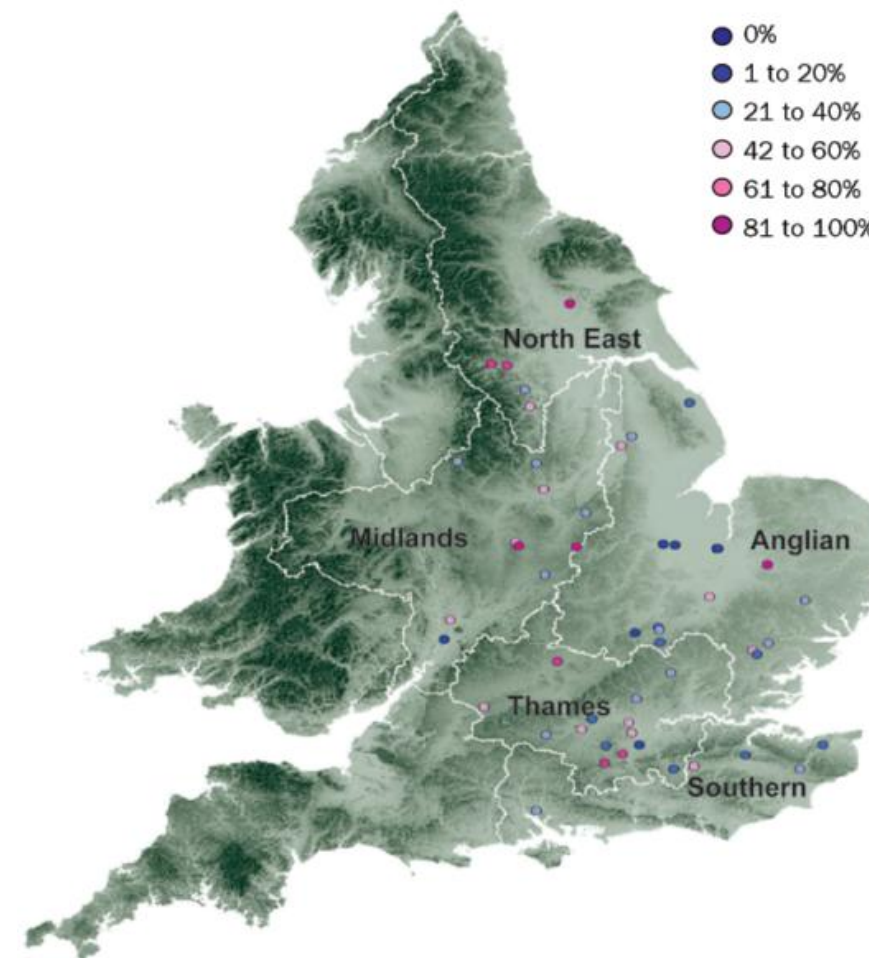 0%
1 to 20%
21 to 40%
42 to 60%
61 to 80%
81 to 100%
North East
Midlands
Anglian
Thames
Southern